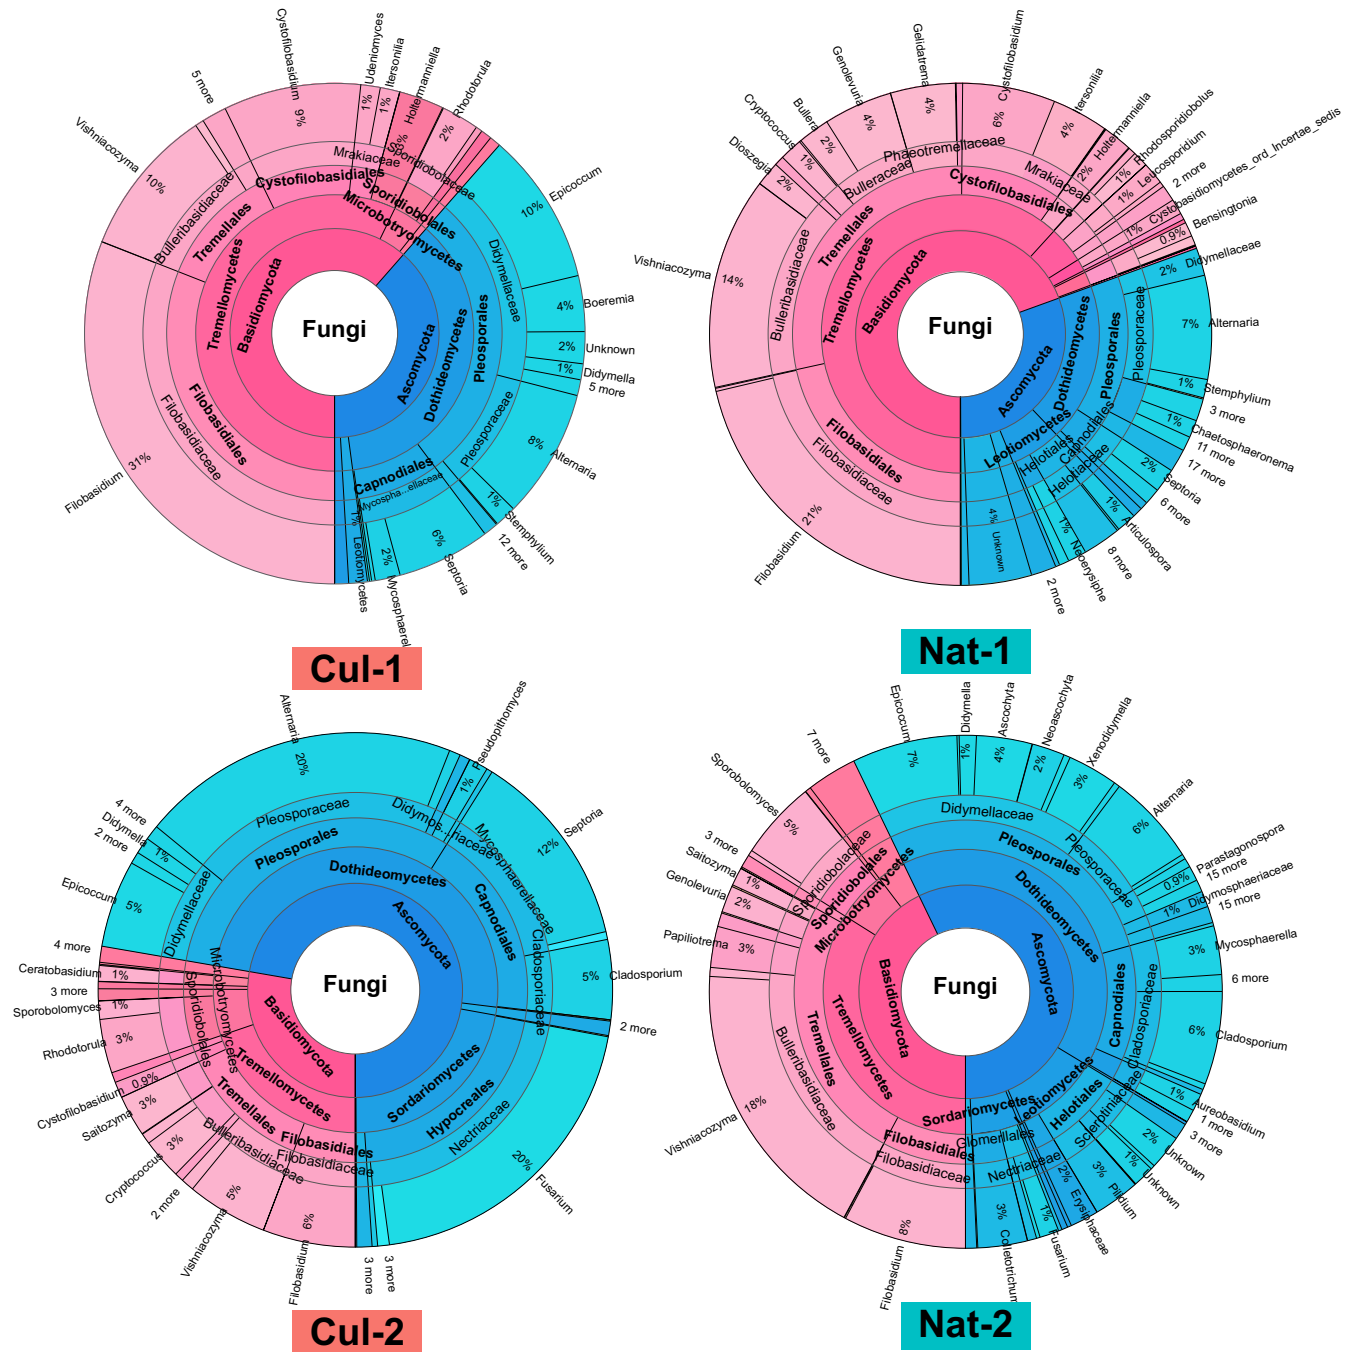 Cystofilobasidium
9%
5 more
Vishniacozyma
10%
Udeniomyces
1%
Itersonilia
1%
Holtermanniella
3%
Rhodotorula
2%
Mrakiaceae
Sporidiobolaceae
Bulleribasidiaceae
Cystofilobasidiales
Tremellales
Sporidiobolales
Microbotryomycetes
Tremellomycetes
Basidiomycota
Fungi
Ascomycota
Dothideomycetes
Pleosporales
Didymellaceae
Epicoccum
10%
Boeremia
4%
Unknown
2%
Didymella
1%
5 more
Pleosporaceae
Alternaria
8%
Stemphylium
1%
12 more
Septoria
6%
2%
Capnodiales
Mycospha...ellaceae
1%
Leotiomycetes
Mycosphaerel
Filobasidiales
Filobasidiaceae
31%
Filobasidium
Cul-1
Cystofilobasidium
6%
Gelidatrema
4%
Genolevuria
4%
Bullera
2%
Cryptococcus
1%
Dioszegia
2%
Vishniacozyma
14%
Itersonilia
4%
Holtermanniella
2%
Rhodosporidiobolus
1%
Leucosporidium
1%
2 more
Cystobasidiomycetes_ord_Incertae_sedis
1%
Bensingtonia
0.9%
Phaeotremellaceae
Bulleraceae
Mrakiaceae
Bulleribasidiaceae
Cystofilobasidiales
Tremellales
Tremellomycetes
Basidiomycota
Fungi
Ascomycota
Dothideomycetes
Pleosporales
Pleosporaceae
Didymellaceae
2%
Alternaria
7%
Stemphylium
1%
3 more
Chaetosphaeronema
1%
11 more
17 more
Septoria
2%
6 more
Articulospora
1%
8 more
Neoerysiphe
1%
2 more
Unknown
4%
Leotiomycetes
Helotiales
Capnodiales
Helotiaceae
Filobasidiales
Filobasidiaceae
21%
Filobasidium
Nat-1
Alternaria
20%
Pseudopithomyces
1%
Septoria
12%
4 more
Didymella
1%
2 more
Epicoccum
5%
Pleosporaceae
Didymos...riaceae
Mycosphaerellaceae
Didymellaceae
Pleosporales
Dothideomycetes
Capnodiales
Cladosporiaceae
Cladosporium
5%
2 more
Ascomycota
Fungi
Basidiomycota
4 more
Ceratobasidium
1%
3 more
Sporobolomyces
1%
Rhodotorula
3%
Cystofilobasidium
0.9%
Saitozyma
3%
Cryptococcus
3%
2 more
Vishniacozyma
5%
Filobasidium
6%
Microbotryomycetes
Sporidiobolales
Tremellomycetes
Tremellales
Bulleribasidiaceae
Filobasidiales
Filobasidiaceae
Sordariomycetes
Hypocreales
Nectriaceae
20%
Fusarium
3 more
3 more
Cul-2
7 more
Epicoccum
7%
Didymella
1%
Ascochyta
4%
Neoascochyta
2%
Xenodidymella
3%
Alternaria
6%
Parastagonospora
0.9%
15 more
Didymosphaeriaceae
1%
15 more
Mycosphaerella
3%
6 more
Cladosporium
6%
Aureobasidium
1%
1 more
3 more
Unknown
2%
Unknown
1%
Pilidium
3%
Erysiphaceae
2%
Fusarium
1%
Colletotrichum
3%
Sporobolomyces
5%
3 more
Saitozyma
1%
Genolevuria
2%
Papiliotrema
3%
Vishniacozyma
18%
Filobasidium
8%
Didymellaceae
Pleosporaceae
Pleosporales
Dothideomycetes
Capnodiales
Cladosporiaceae
Ascomycota
Fungi
Basidiomycota
Sporidiobolaceae
Sporidiobolales
Microbotryomycetes
Tremellomycetes
Tremellales
Bulleribasidiaceae
Filobasidiales
Filobasidiaceae
Sordariomycetes
Leotiomycetes
Helotiales
Sclerotiniaceae
Glomerellales
Nectriaceae
Nat-2